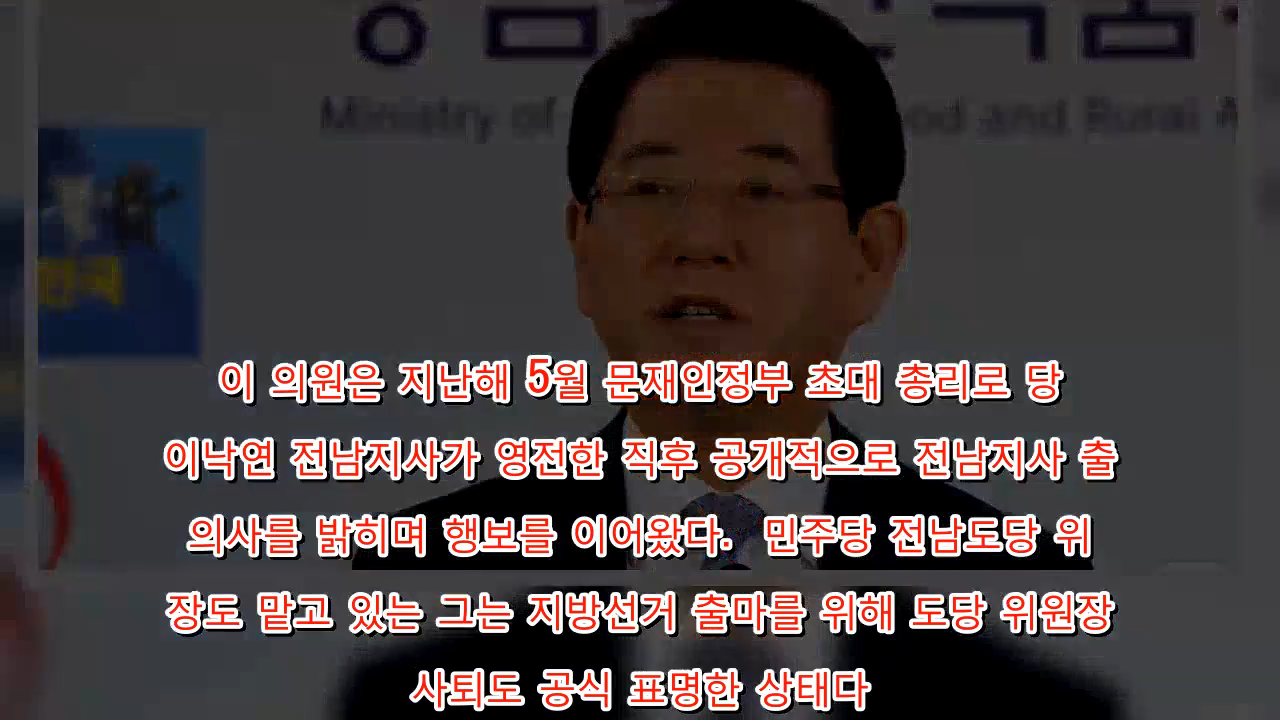 Ministry of
ood and Rural A
이 의원은 지난해 5월 문재인정부 초대 총리로 당
이낙연 전남지사가 영전한 직후 공개적으로 전남지사 출
의사를 밝히며 행보를 이어왔다. 민주당 전남도당 위
장도 맡고 있는 그는 지방선거 출마를 위해 도당 위원장
사퇴도 공식 표명한 상태다